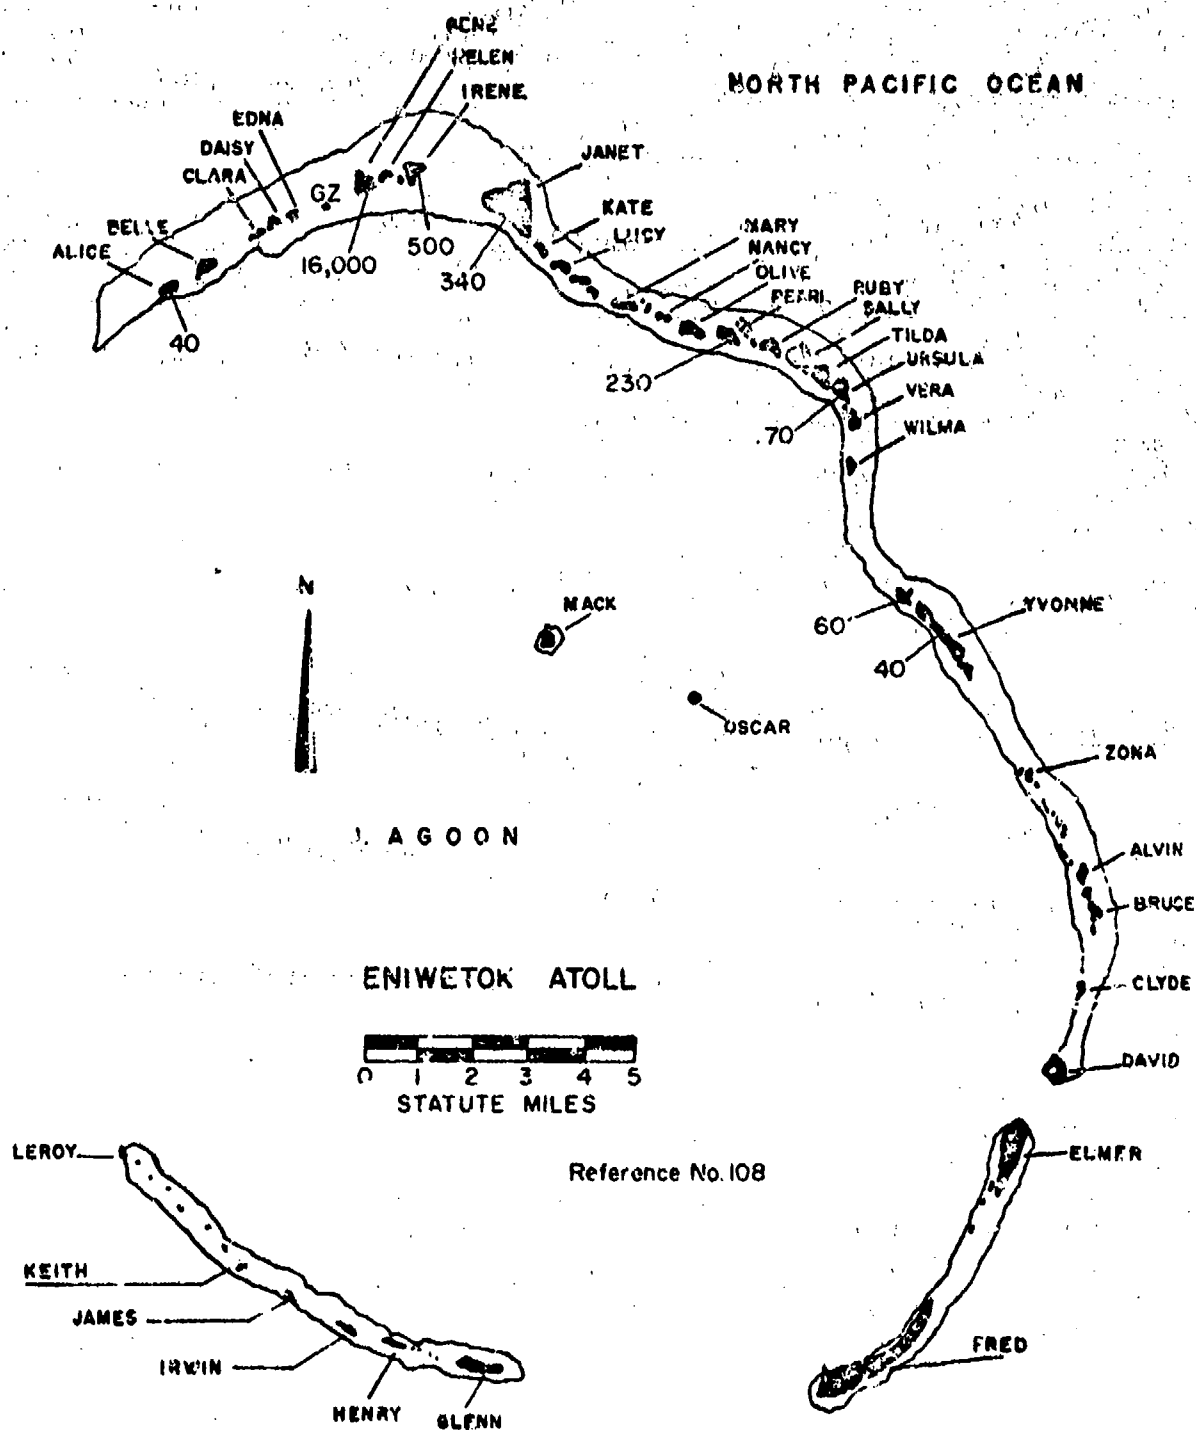 IRENE
NORTH PACIFIC OCEAN
EDNA
DAISY
CLARA
JANET
GZ
BELLE
KATE
LUCY
ALICE
500
16,000
340
MARY
NANCY
OLIVE
PEARL
RUBY
SALLY
TILDA
URSULA
VERA
WILMA
40
230
70
N
MACK
60
YVONNE
40
OSCAR
ZONA
LAGOON
ALVIN
BRUCE
ENIWETOK ATOLL
CLYDE
0 1 2 3 4 5
STATUTE MILES
DAVID
LEROY
Reference No. 108
ELMER
KEITH
JAMES
IRWIN
FRED
HENRY
GLENN